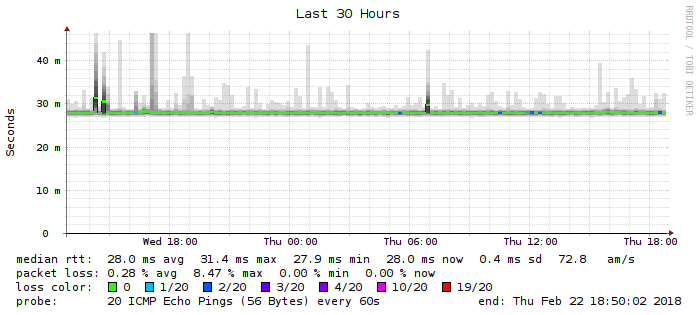 Last 30 Hours
RRDTOOL / TOBI OETIKER
Seconds
40 m
30 m
20 m
10 m
0
Wed 18:00 Thu 00:00 Thu 06:00 Thu 12:00 Thu 18:00
median rtt: 28.0 ms avg 31.4 ms max 27.9 ms min 28.0 ms now 0.4 ms sd 72.8 am/s
packet loss: 0.28 % avg 8.47 % max 0.00 % min 0.00 % now
loss color: 0 1/20 2/20 3/20 4/20 10/20 19/20
probe: 20 ICMP Echo Pings (56 Bytes) every 60s end: Thu Feb 22 18:50:02 2018